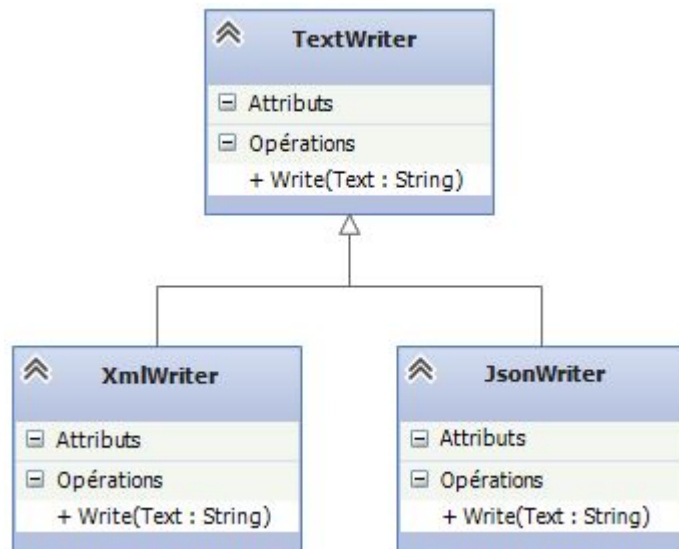 TextWriter
Attributs
Opérations
+ Write(Text : String)
XmlWriter
Attributs
Opérations
+ Write(Text : String)
JsonWriter
Attributs
Opérations
+ Write(Text : String)